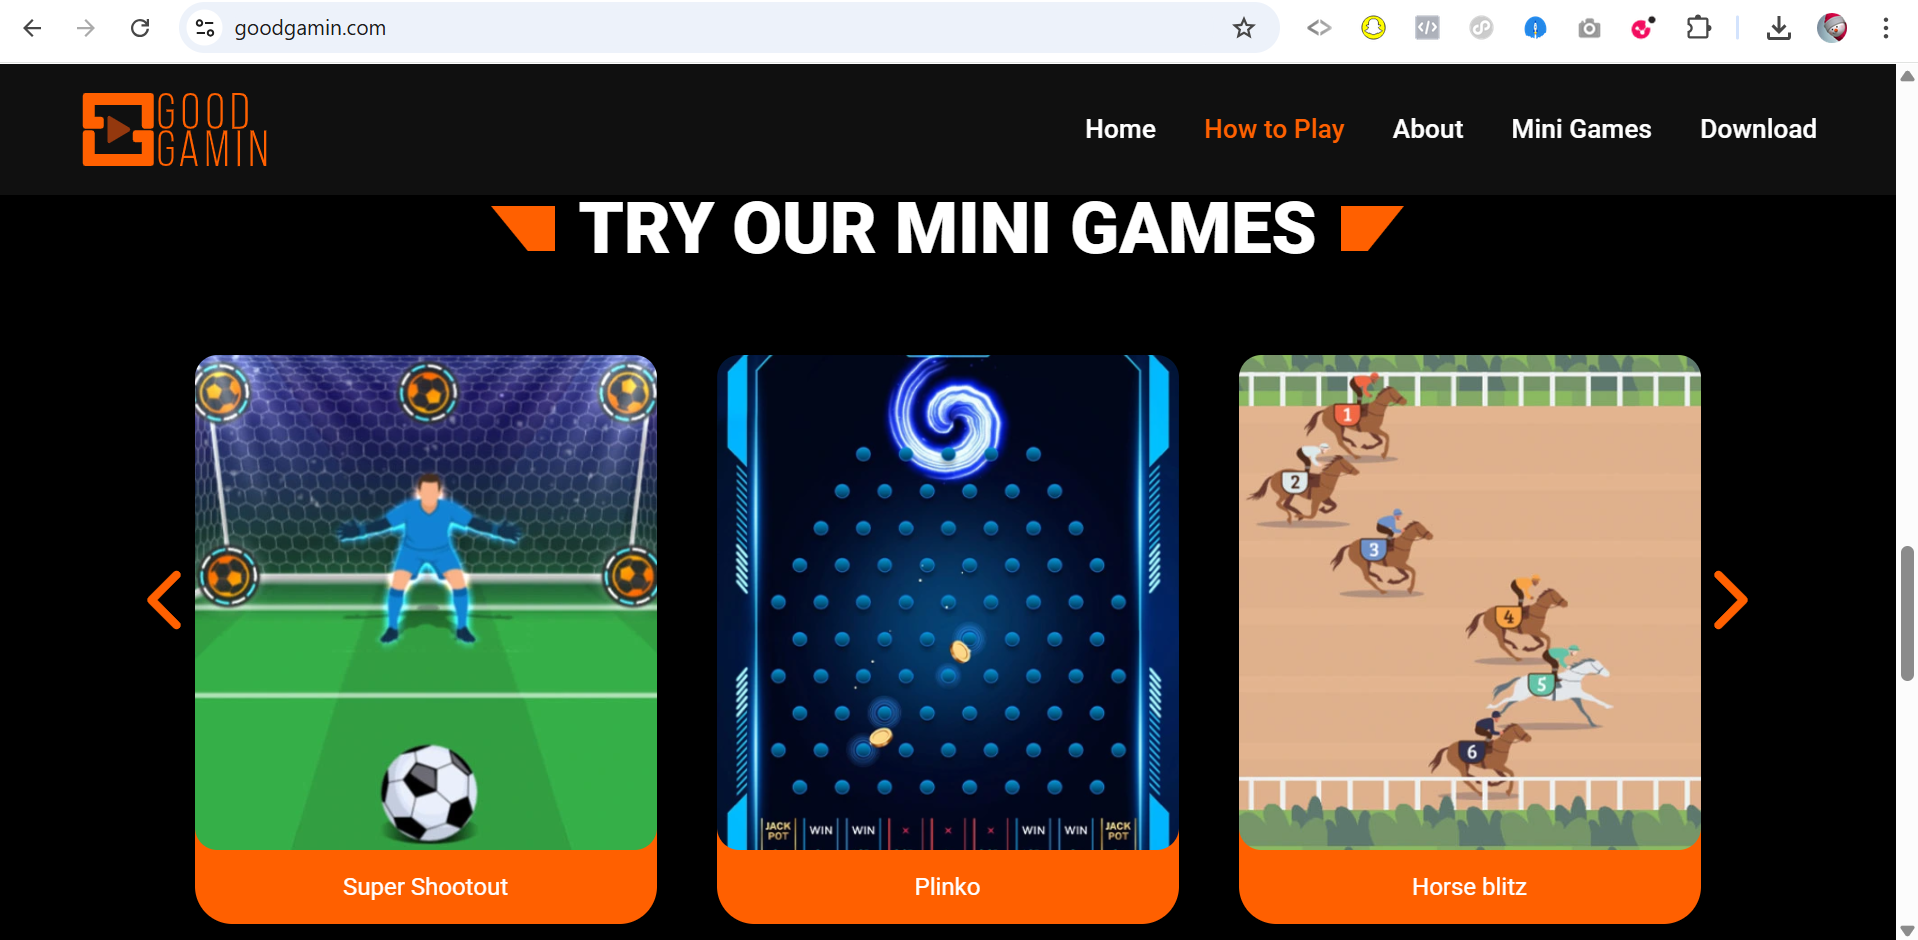 goodgamin.com
GOOD
GAMIN
Home
How to Play
About
Mini Games
Download
TRY OUR MINI GAMES
JACK
POT
WIN
WIN
×
×
×
WIN
WIN
JACK
POT
1
2
3
4
5
6
Super Shootout
Plinko
Horse blitz